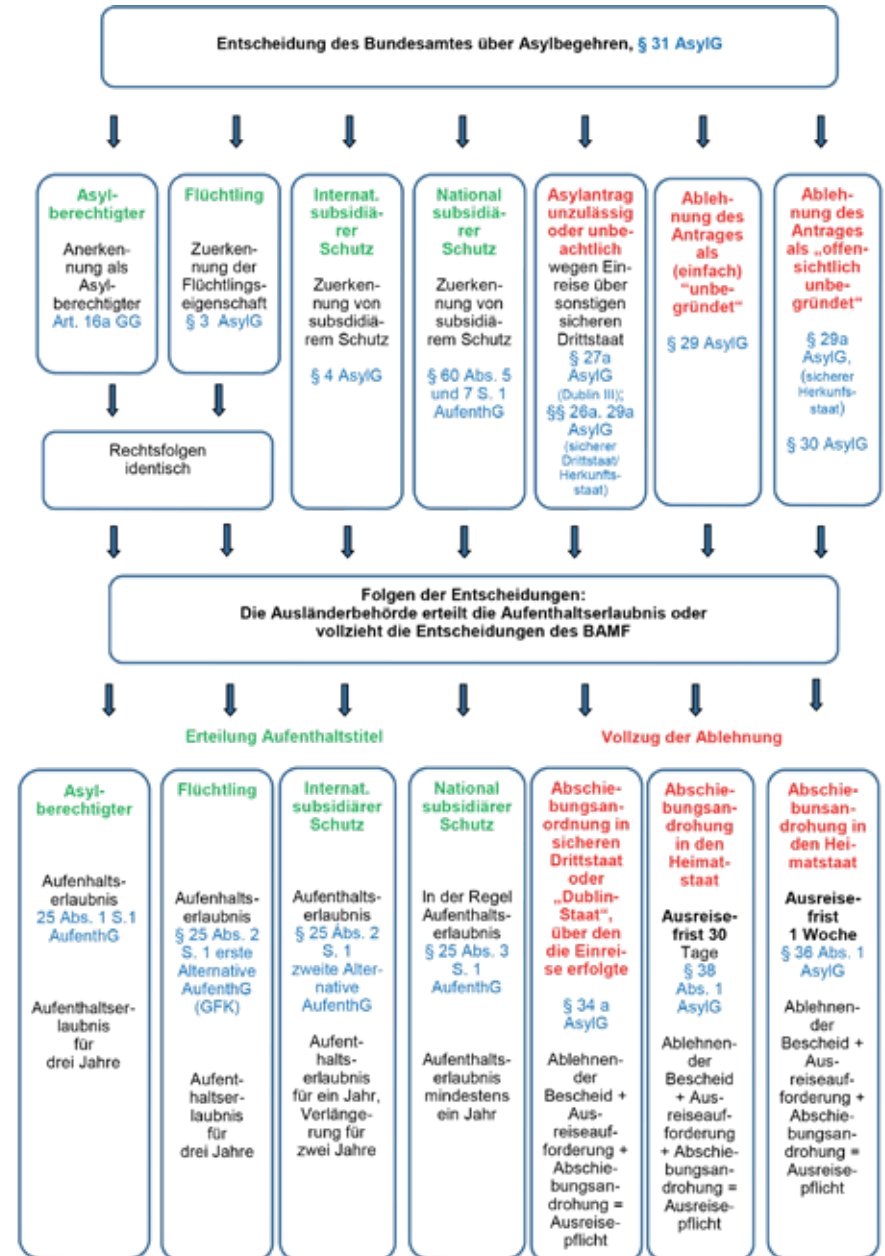 Entscheidung des Bundesamtes über Asylbegehren, § 31 AsylG
Asyl-
berechtigter
Anerken-
nung als
Asyl-
berechtigter
Art. 16a GG
Flüchtling
Zuerken-
nung der
Flüchtlings-
eigenschaft
§ 3 AsylG
Rechtsfolgen
identisch
Internat.
subsidiä-
rer
Schutz
Zuerken-
nung von
subsdidiä-
rem Schutz
§ 4 AsylG
National
subsidiä-
rer
Schutz
Zuerken-
nung von
subsidiä-
rem Schutz
§ 60 Abs. 5
und 7 S. 1
AufenthG
Asylantrag
unzulässig
oder unbe-
achtlich
wegen Ein-
reise über
sonstigen
sicheren
Drittstaat
§ 27a
AsylG
(Dublin III);
§§ 26a. 29a
AsylG
(sicherer
Drittstaat/
Herkunfts-
staat)
Ableh-
nung des
Antrages
als
(einfach)
“unbe-
gründet“
§ 29 AsylG
Ableh-
nung des
Antrages
als „offen-
sichtlich
unbe-
gründet“
§ 29a
AsylG,
(sicherer
Herkunfs-
staat)
§ 30 AsylG
Folgen der Entscheidungen:
Die Ausländerbehörde erteilt die Aufenthaltserlaubnis oder
vollzieht die Entscheidungen des BAMF
Erteilung Aufenthaltstitel
Vollzug der Ablehnung
Asyl-
berechtigter
Aufenhalts-
erlaubnis
25 Abs. 1 S.1
AufenthG
Aufenthaltser-
laubnis
für
drei Jahre
Flüchtling
Aufenhalts-
erlaubnis
§ 25 Abs. 2
S. 1 erste
Alternative
AufenthG
(GFK)
Aufent-
haltser-
laubnis
für
drei Jahre
Internat.
subsidiärer
Schutz
Aufenthalts-
erlaubnis
§ 25 Abs. 2
S. 1
zweite Alter-
native
AufenthG
Aufent-
halts-
erlaubnis
für ein Jahr,
Verlänge-
rung für
zwei Jahre
National
subsidiärer
Schutz
In der Regel
Aufenthalts-
erlaubnis
§ 25 Abs. 3
S. 1
AufenthG
Aufenthalts-
erlaubnis
mindestens
ein Jahr
Abschie-
bungsan-
ordnung in
sicheren
Drittstaat
oder
„Dublin-
Staat“,
über den
die Einrei-
se erfolgte
§ 34 a
AsylG
Ablehnen-
der
Bescheid +
Aus-
reiseauf-
forderung +
Abschie-
bungsan-
drohung =
Ausreise-
pflicht
Abschie-
bungsan-
drohung
in den
Heimat-
staat
Ausreise-
frist 30
Tage
§ 38
Abs. 1
AsylG
Ablehnen-
der
Bescheid
+ Aus-
reiseauf-
forderung
+ Abschie-
bungsan-
drohung =
Ausreise-
pflicht
Abschie-
bunsan-
drohung in
den Hei-
matstaat
Ausreise-
frist
1 Woche
§ 36 Abs. 1
AsylG
Ablehnen-
der
Bescheid +
Aus-
reiseauf-
forderung +
Abschie-
bungsan-
drohung =
Ausreise-
pflicht